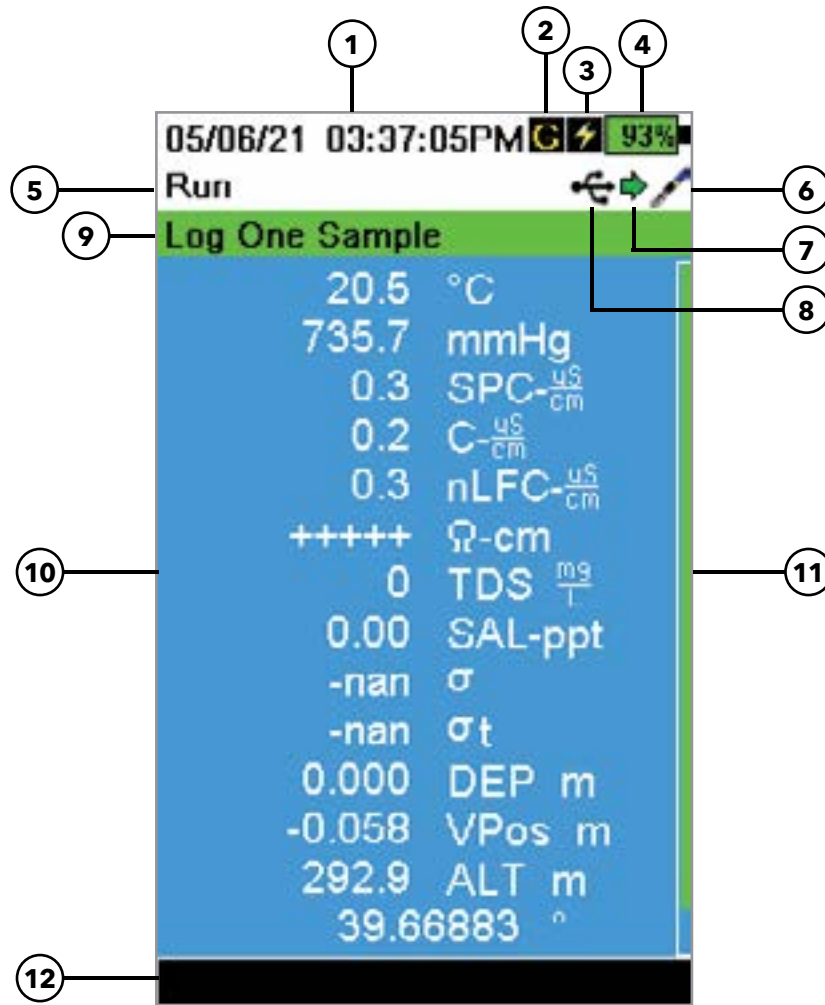 1
2
3
4
05/06/21 03:37:05PM G 93%
5
Run
6
9
Log One Sample
7
8
20.5 °C
735.7 mmHg
0.3 SPC-uS/cm
0.2 C-uS/cm
0.3 nLFC-uS/cm
+++++ Ω-cm
10
0 TDS mg/L
11
0.00 SAL-ppt
-nan σ
-nan σt
0.000 DEP m
-0.058 VPos m
292.9 ALT m
39.66883 °
12